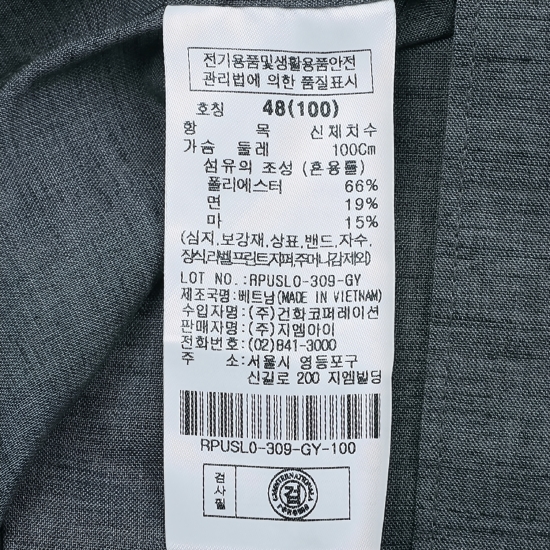 전기용품및생활용품안전
관리법에 의한 품질표시
호칭 48(100)
항 목 신체치수
가슴 둘레 100Cm
섬유의 조성 (혼용률)
폴리에스터 66%
면 19%
마 15%
(심지,보강재,상표,밴드,자수,
장식,라벨,프린트,지퍼,주머니감제외)
LOT NO.:RPUSL0-309-GY
제조국명:베트남(MADE IN VIETNAM)
수입자명:(주)건화코퍼레이션
판매자명:(주)지엠아이
전화번호:(02)841-3000
주 소:서울시 영등포구
신길로 200 지엠빌딩
RPUSL0-309-GY-100
검사필
검